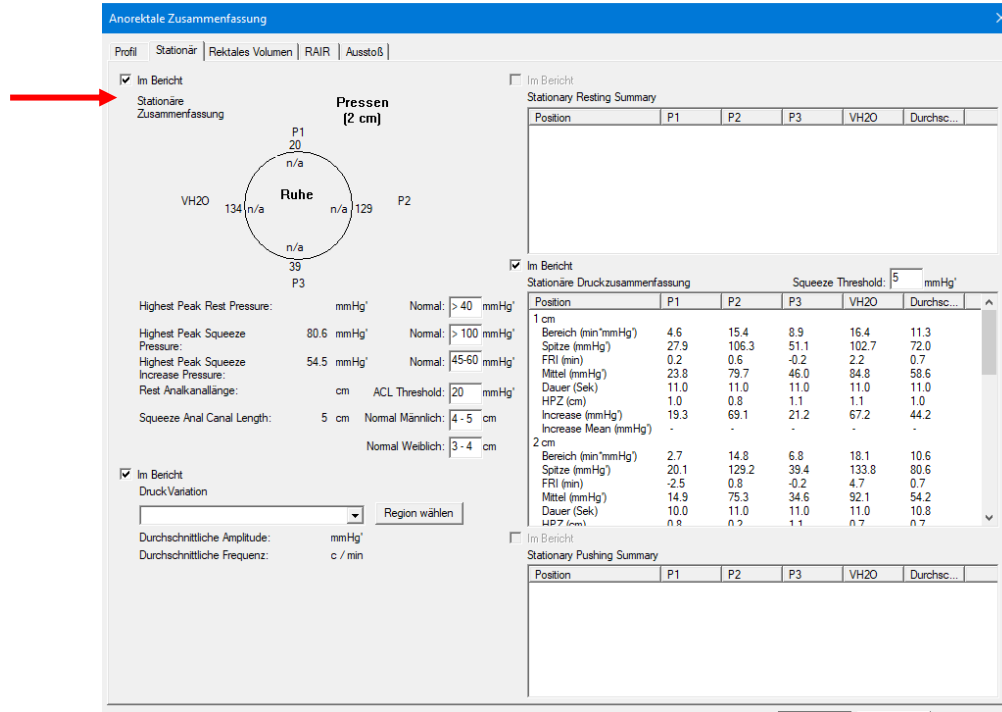 Anorektale Zusammenfassung
Profil Stationär Rektales Volumen RAIR Ausstoß
Im Bericht
Stationäre
Zusammenfassung
Pressen
(2 cm)
P1
20
n/a
VH2O 134 n/a Ruhe n/a 129 P2
n/a
39
P3
Highest Peak Rest Pressure: mmHg' Normal: > 40 mmHg'
Highest Peak Squeeze
Pressure: 80.6 mmHg' Normal: > 100 mmHg'
Highest Peak Squeeze
Increase Pressure: 54.5 mmHg' Normal: 45-60 mmHg'
Rest Analkanallänge: cm ACL Threshold: 20 mmHg'
Squeeze Anal Canal Length: 5 cm Normal Männlich: 4 - 5 cm
Normal Weiblich: 3 - 4 cm
Im Bericht
Druck Variation
Region wählen
Durchschnittliche Amplitude: mmHg'
Durchschnittliche Frequenz: c / min
Im Bericht
Stationary Resting Summary
Position P1 P2 P3 VH2O Durchsc...
Im Bericht
Stationäre Druckzusammenfassung Squeeze Threshold: 5 mmHg'
Position P1 P2 P3 VH2O Durchsc...
1 cm
Bereich (min*mmHg') 4.6 15.4 8.9 16.4 11.3
Spitze (mmHg') 27.9 106.3 51.1 102.7 72.0
FRI (min) 0.2 0.6 -0.2 2.2 0.7
Mittel (mmHg') 23.8 79.7 46.0 84.8 58.6
Dauer (Sek) 11.0 11.0 11.0 11.0 11.0
HPZ (cm) 1.0 0.8 1.1 1.1 1.0
Increase (mmHg') 19.3 69.1 21.2 67.2 44.2
Increase Mean (mmHg') - - - - -
2 cm
Bereich (min*mmHg') 2.7 14.8 6.8 18.1 10.6
Spitze (mmHg') 20.1 129.2 39.4 133.8 80.6
FRI (min) -2.5 0.8 -0.2 4.7 0.7
Mittel (mmHg') 14.9 75.3 34.6 92.1 54.2
Dauer (Sek) 10.0 11.0 11.0 11.0 10.8
HPZ (cm) 0.8 0.2 1.1 0.7 0.7
Im Bericht
Stationary Pushing Summary
Position P1 P2 P3 VH2O Durchsc...